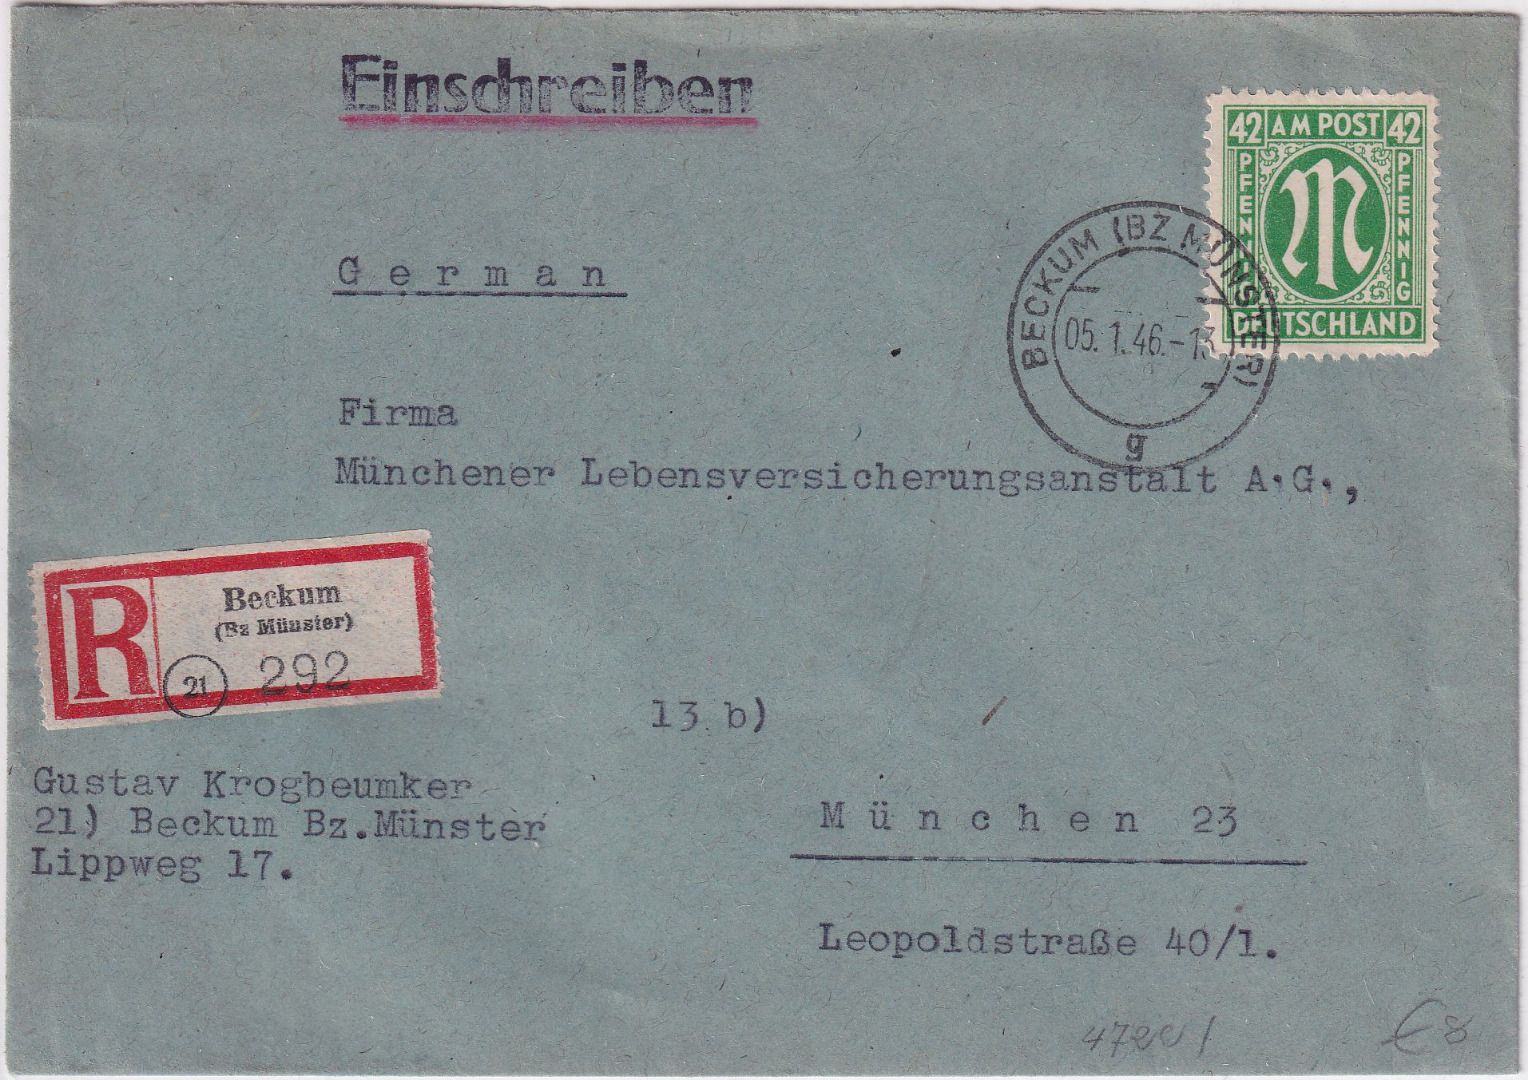 Einschreiben
42 AM POST 42
PFENNIG
PFENNIG
M
DEUTSCHLAND
BECKUM (BZ MÜNSTER)
05.1.46.-13
g
German
Firma
Münchener Lebensversicherungsanstalt A.G.,
R
Beckum
(Bz Münster)
21
292
13 b)
Gustav Krogbeumker
21) Beckum Bz.Münster
Lippweg 17.
München 23
Leopoldstraße 40/1.
€ 8